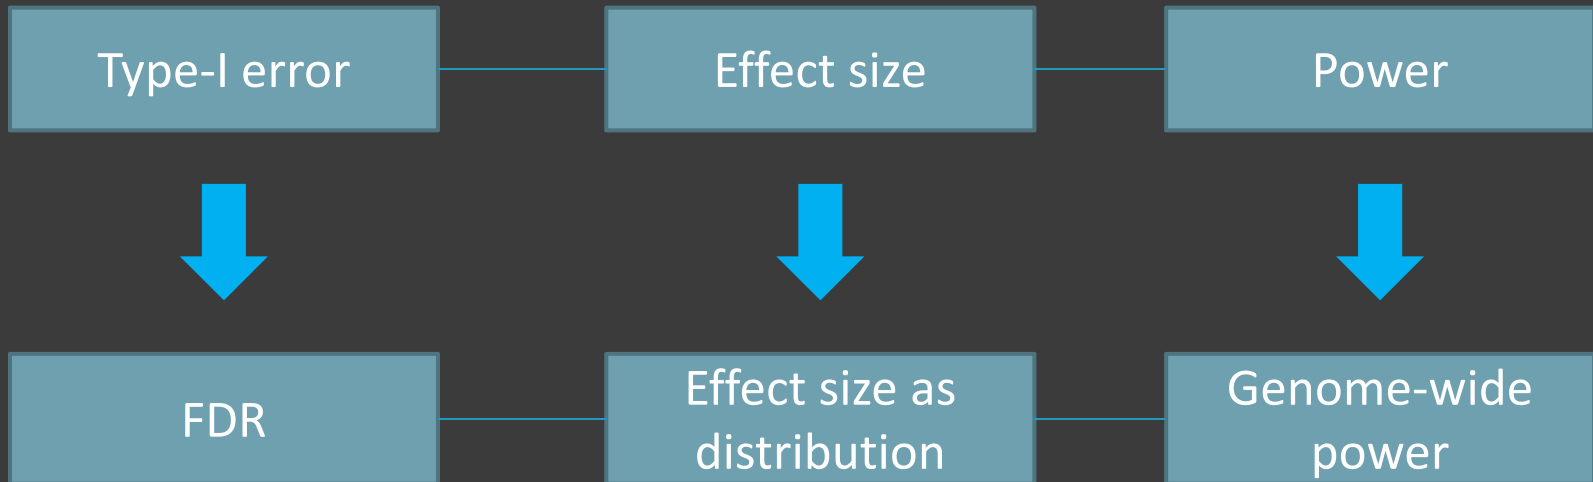 Type-I error
Effect size
Power
FDR
Effect size as
distribution
Genome-wide
power